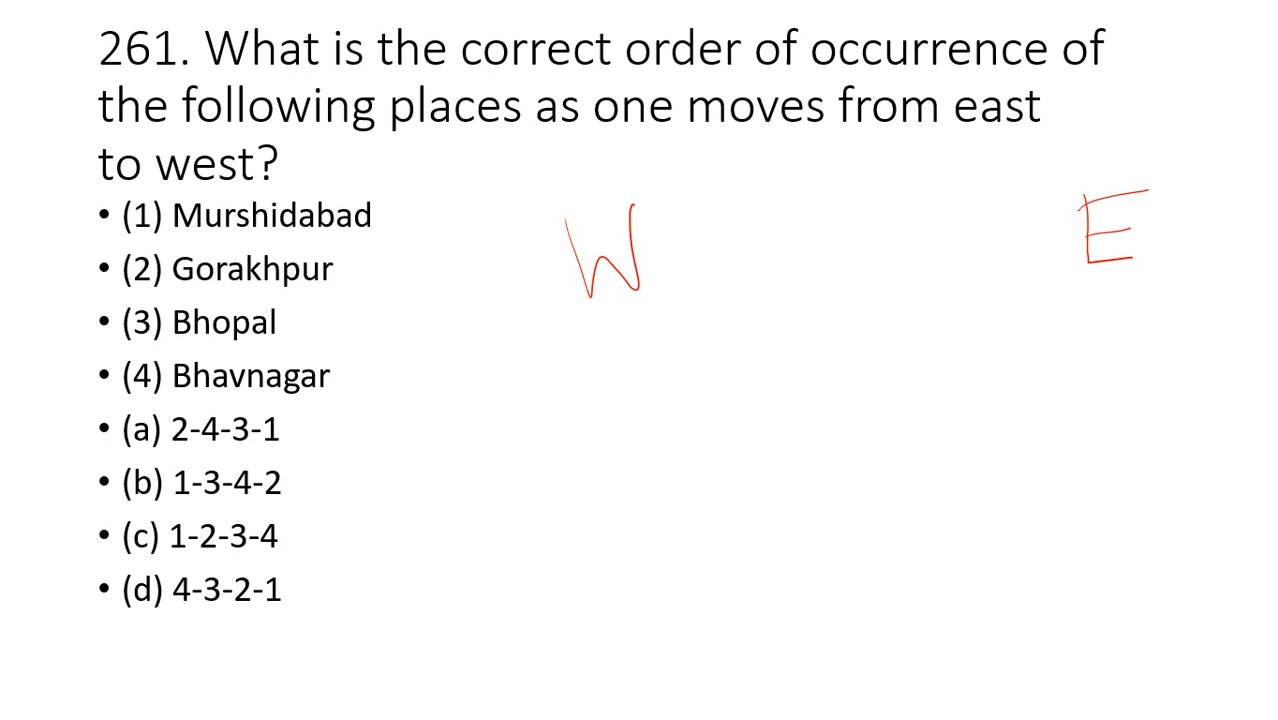 261. What is the correct order of occurrence of
the following places as one moves from east
to west?
• (1) Murshidabad
• (2) Gorakhpur
• (3) Bhopal
• (4) Bhavnagar
• (a) 2-4-3-1
• (b) 1-3-4-2
• (c) 1-2-3-4
• (d) 4-3-2-1
W E